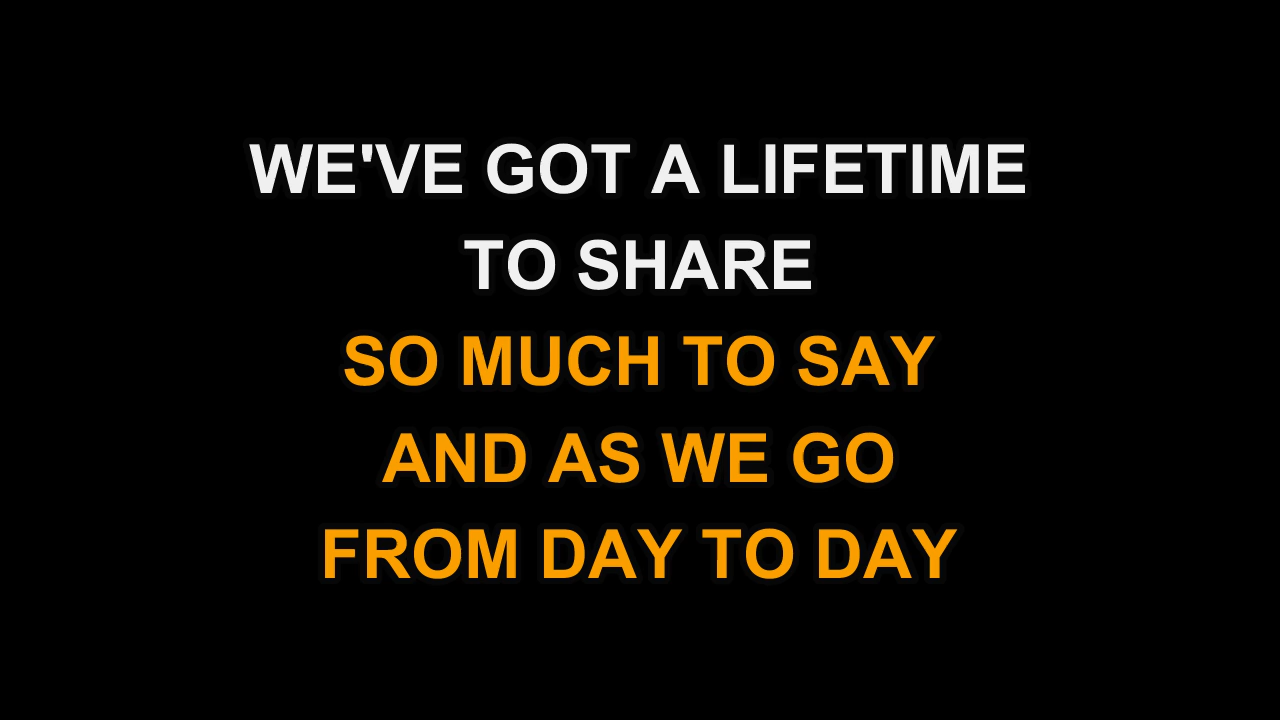 WE'VE GOT A LIFETIME
TO SHARE
SO MUCH TO SAY
AND AS WE GO
FROM DAY TO DAY